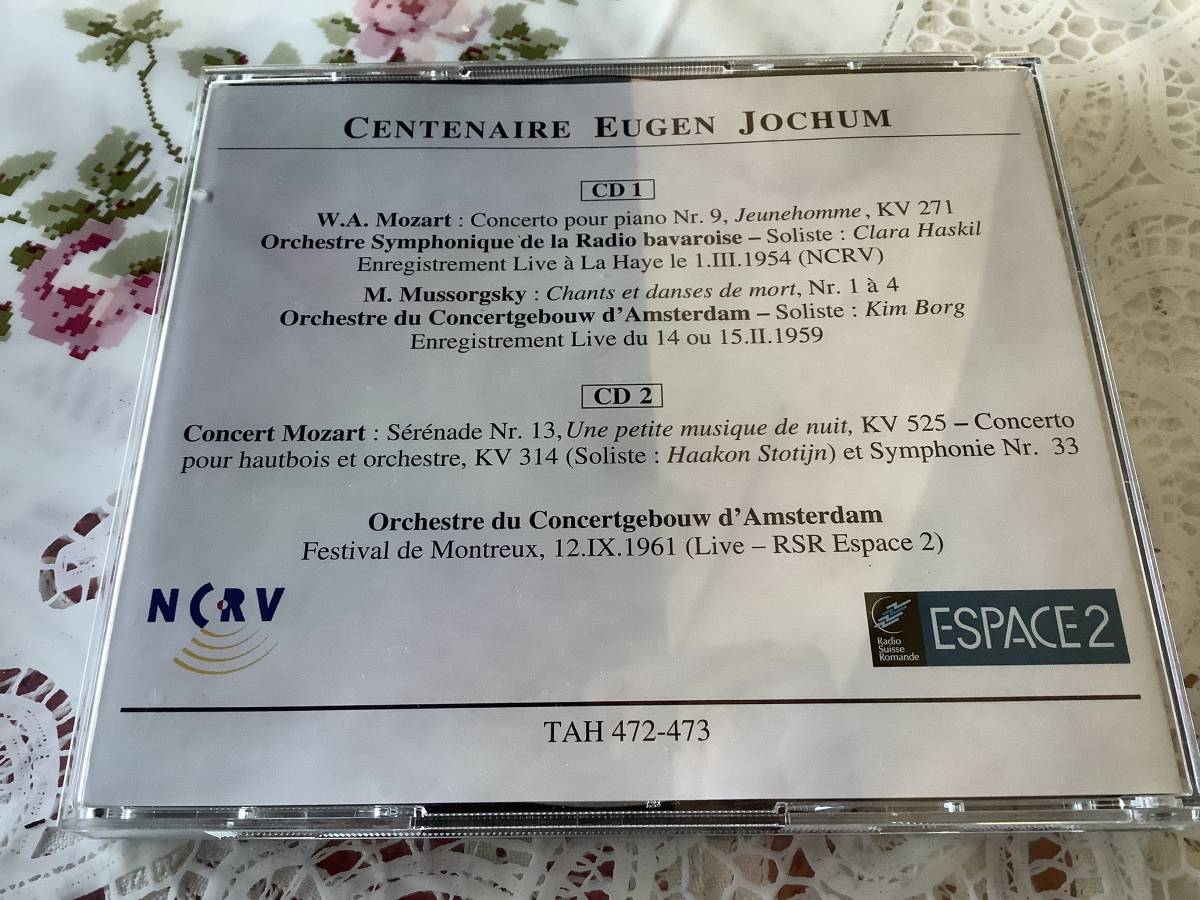 CENTENAIRE EUGEN JOCHUM
CD 1
W.A. Mozart : Concerto pour piano Nr. 9, Jeunehomme, KV 271
Orchestre Symphonique de la Radio bavaroise – Soliste : Clara Haskil
Enregistrement Live à La Haye le 1.III.1954 (NCRV)
M. Mussorgsky : Chants et danses de mort, Nr. 1 à 4
Orchestre du Concertgebouw d'Amsterdam – Soliste : Kim Borg
Enregistrement Live du 14 ou 15.II.1959
CD 2
Concert Mozart : Sérénade Nr. 13, Une petite musique de nuit, KV 525 – Concerto
pour hautbois et orchestre, KV 314 (Soliste : Haakon Stotijn) et Symphonie Nr. 33
Orchestre du Concertgebouw d'Amsterdam
Festival de Montreux, 12.IX.1961 (Live – RSR Espace 2)
NCRV
Radio
Suisse
Romande
ESPACE 2
TAH 472-473